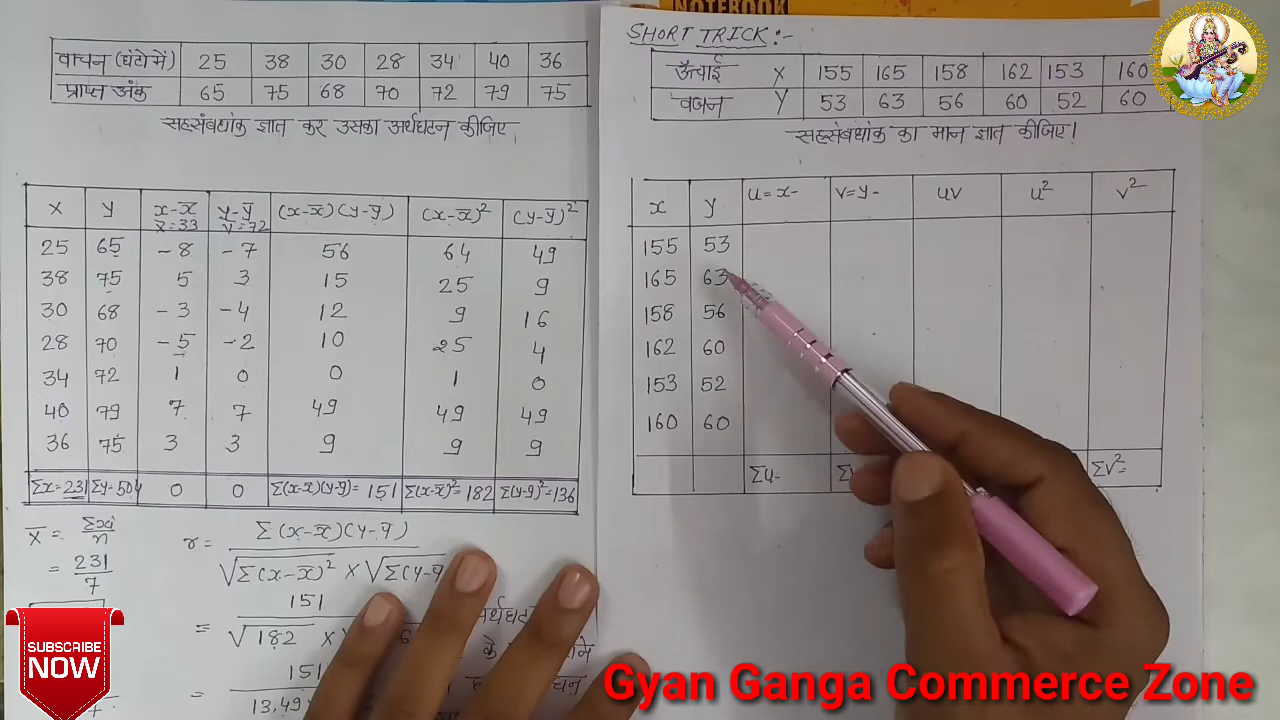 NOTEBOOK
वाचन (घंटो में) 25 38 30 28 34 40 36
प्राप्त अंक 65 75 68 70 72 79 75
सहसंबधांक ज्ञात कर उसका अर्थघटन कीजिए
x y x-x̄ y-ȳ (x-x̄)(y-ȳ) (x-x̄)² (y-ȳ)²
x̄=33 ȳ=72
25 65 -8 -7 56 64 49
38 75 5 3 15 25 9
30 68 -3 -4 12 9 16
28 70 -5 -2 10 25 4
34 72 1 0 0 1 0
40 79 7 7 49 49 49
36 75 3 3 9 9 9
Σx=231 Σy=504 0 0 Σ(x-x̄)(y-ȳ)=151 Σ(x-x̄)²=182 Σ(y-ȳ)²=136
x̄ = Σxi/n
= 231/7
r = Σ(x-x̄)(y-ȳ) / √Σ(x-x̄)² × √Σ(y-ȳ
= 151 / √182 ×
= 151 / 13.49
SHORT TRICK:-
ऊँचाई X 155 165 158 162 153 160
वजन Y 53 63 56 60 52 60
सहसंबधांक का मान ज्ञात कीजिए।
x y u=x- v=y- uv u² v²
155 53
165 63
158 56
162 60
153 52
160 60
Σu= Σv²=
SUBSCRIBE
NOW
Gyan Ganga Commerce Zone